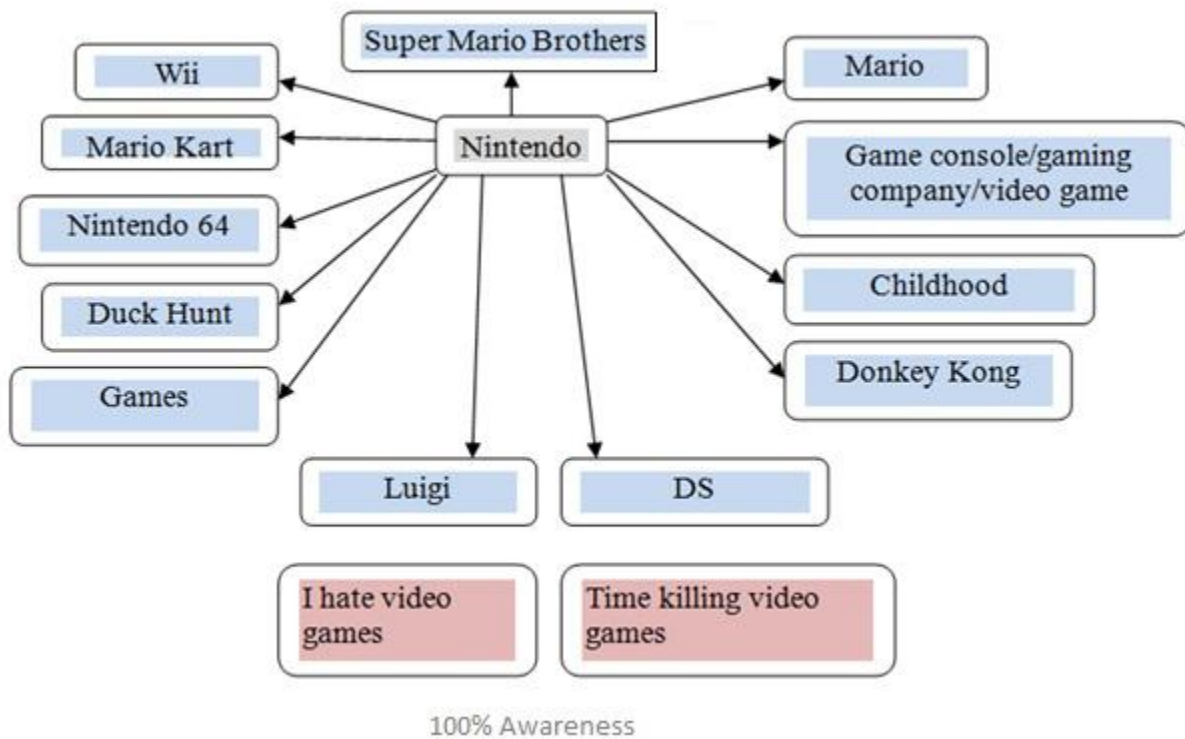 Super Mario Brothers
Wii
Mario
Mario Kart
Nintendo
Game console/gaming
company/video game
Nintendo 64
Childhood
Duck Hunt
Donkey Kong
Games
Luigi
DS
I hate video
games
Time killing video
games
100% Awareness